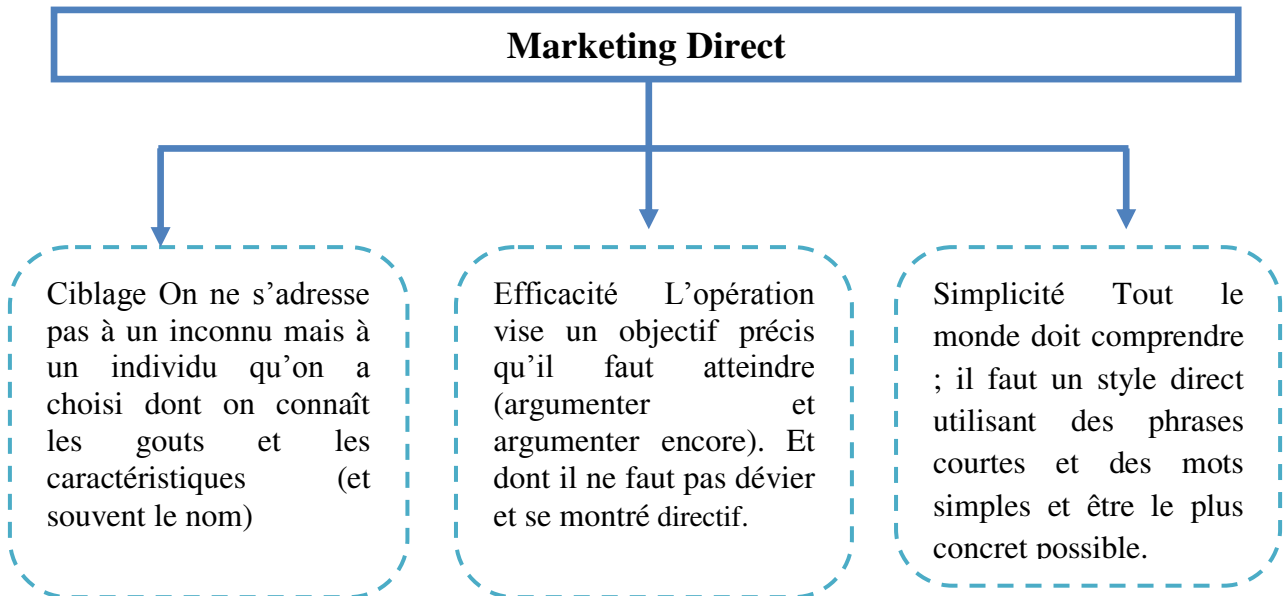 Marketing Direct
Ciblage On ne s’adresse
pas à un inconnu mais à
un individu qu’on a
choisi dont on connaît
les gouts et les
caractéristiques (et
souvent le nom)
Efficacité L’opération
vise un objectif précis
qu’il faut atteindre
(argumenter et
argumenter encore). Et
dont il ne faut pas dévier
et se montré directif.
Simplicité Tout le
monde doit comprendre
; il faut un style direct
utilisant des phrases
courtes et des mots
simples et être le plus
concret possible.